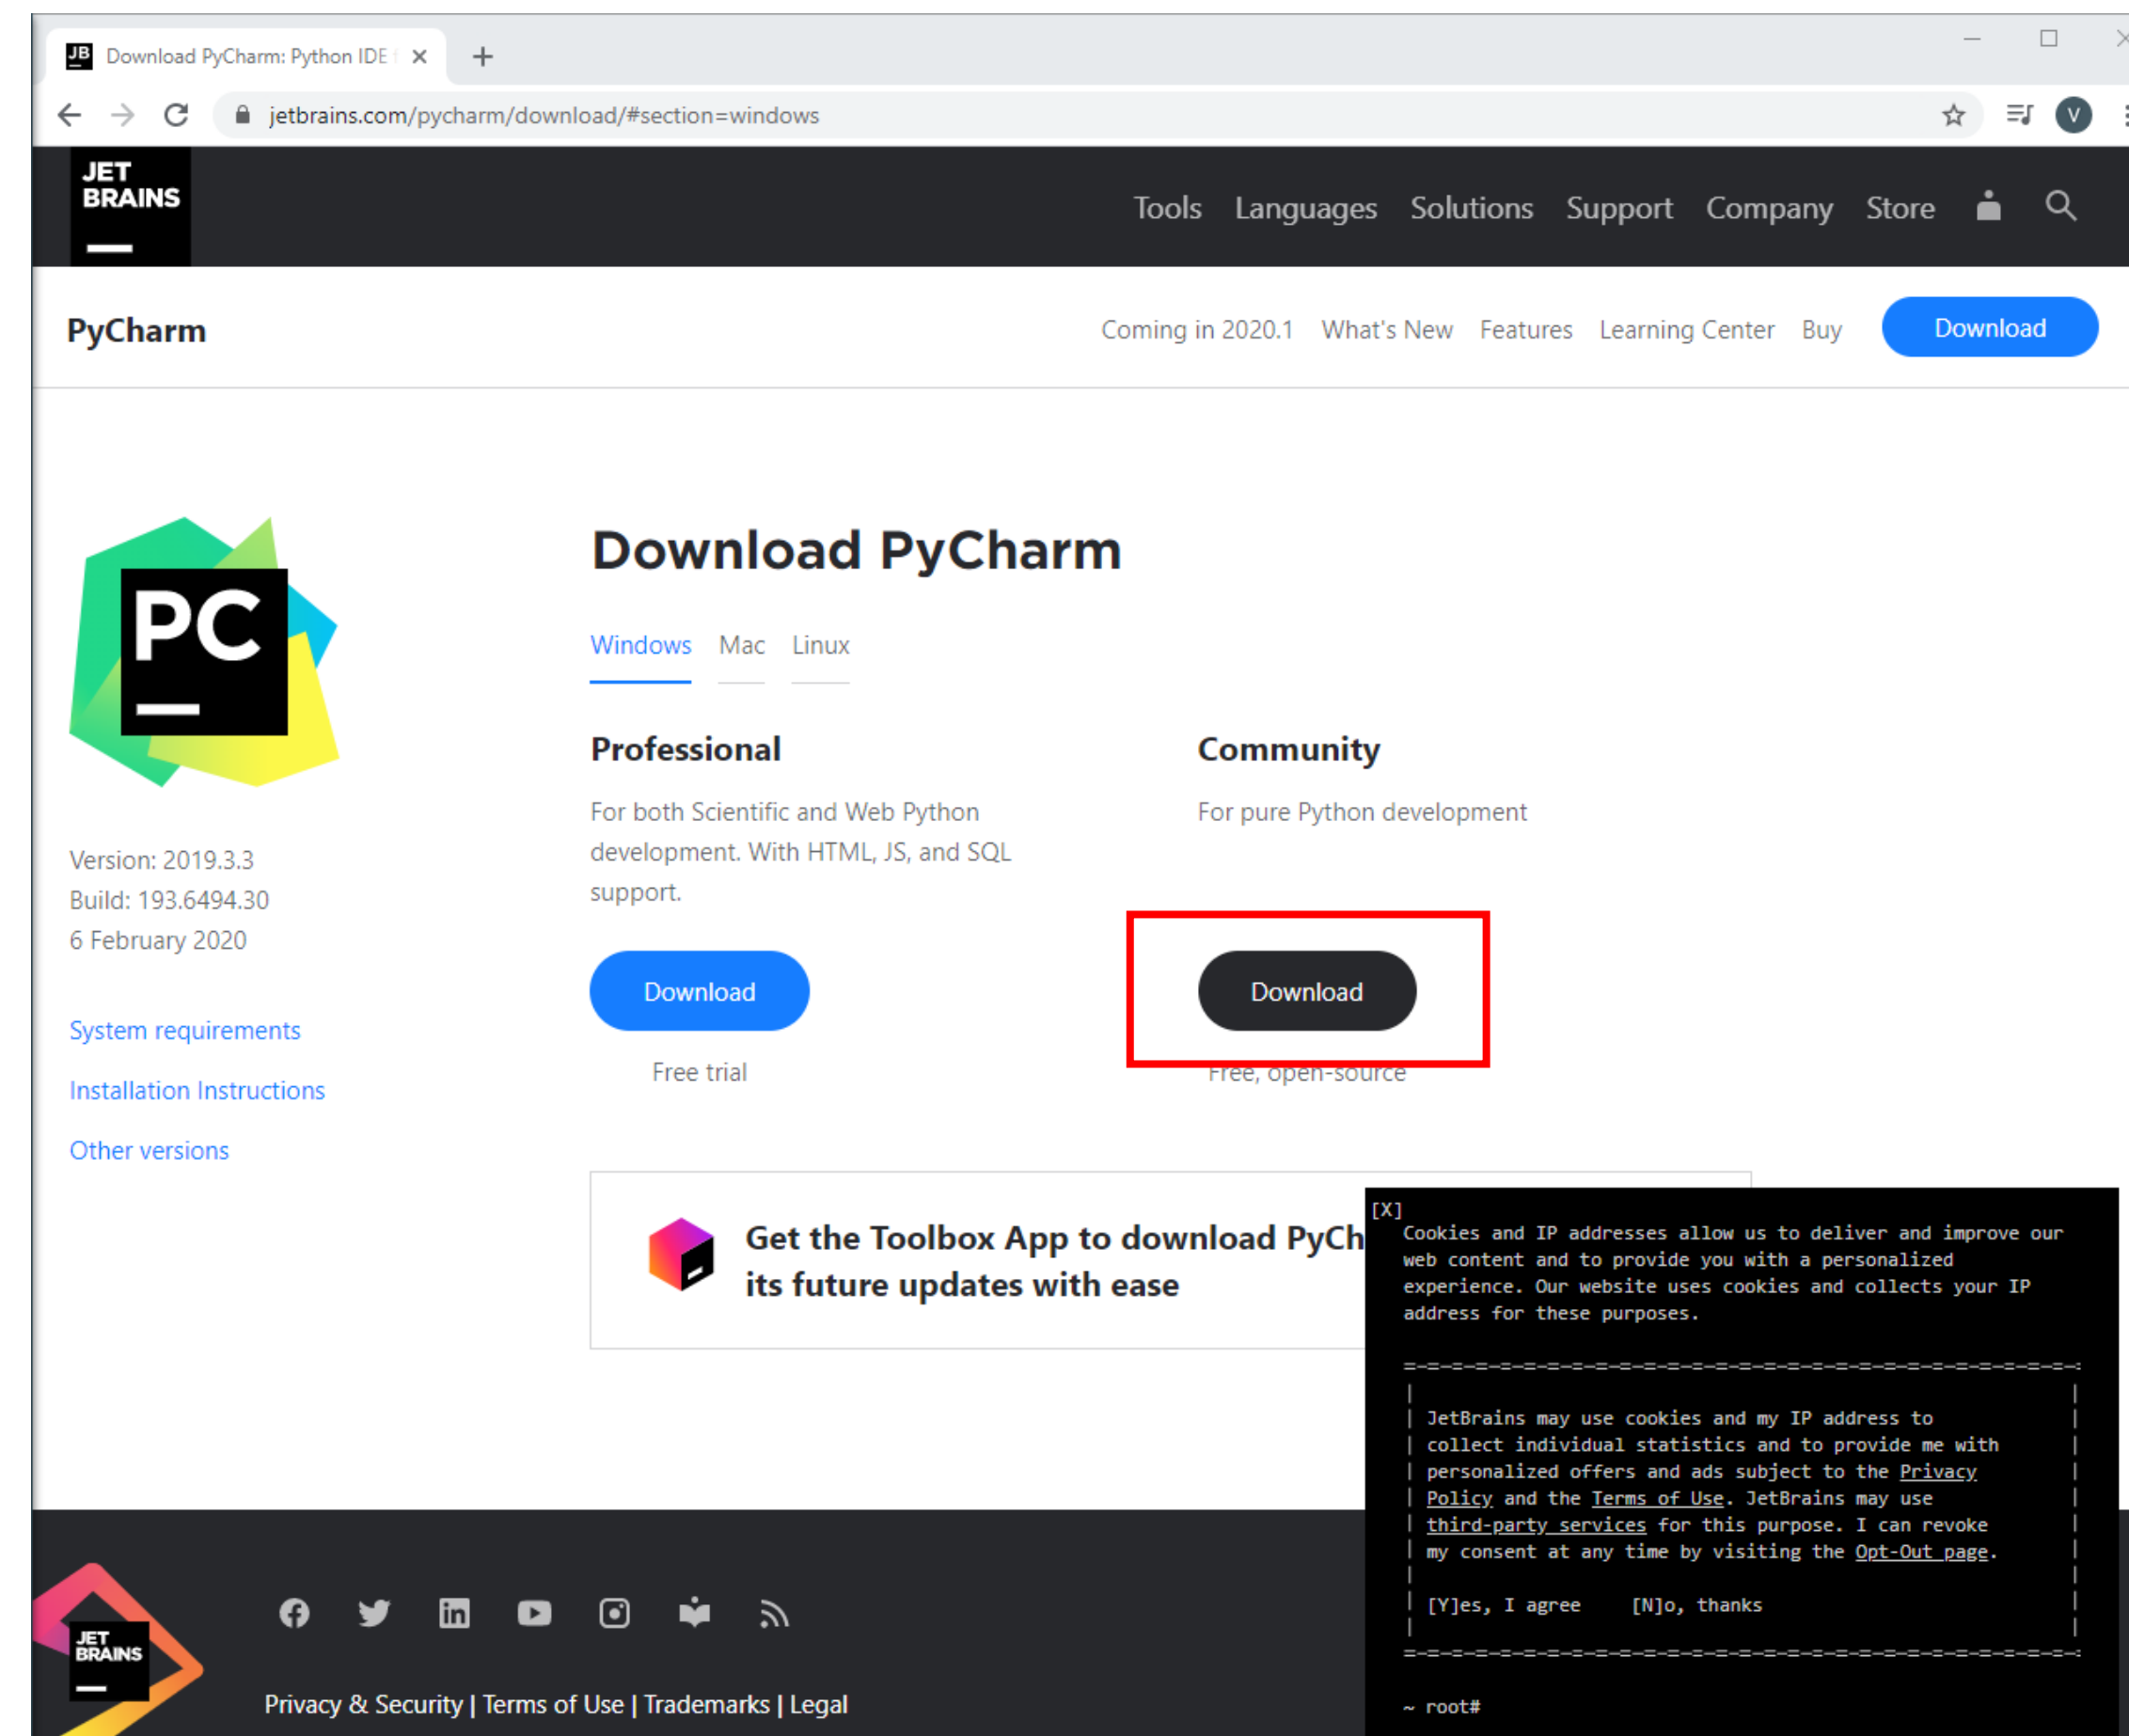 JB Download PyCharm: Python IDE f
jetbrains.com/pycharm/download/#section=windows
V
JET
BRAINS
Tools Languages Solutions Support Company Store
PyCharm
Coming in 2020.1 What's New Features Learning Center Buy Download
Download PyCharm
PC
Windows Mac Linux
Professional
For both Scientific and Web Python
development. With HTML, JS, and SQL
support.
Download
Free trial
Community
For pure Python development
Download
Free, open-source
Version: 2019.3.3
Build: 193.6494.30
6 February 2020
System requirements
Installation Instructions
Other versions
Get the Toolbox App to download PyCh
its future updates with ease
[X]
Cookies and IP addresses allow us to deliver and improve our
web content and to provide you with a personalized
experience. Our website uses cookies and collects your IP
address for these purposes.
JetBrains may use cookies and my IP address to
collect individual statistics and to provide me with
personalized offers and ads subject to the Privacy
Policy and the Terms of Use. JetBrains may use
third-party services for this purpose. I can revoke
my consent at any time by visiting the Opt-Out page.
[Y]es, I agree [N]o, thanks
~ root#
JET
BRAINS
in
Privacy & Security | Terms of Use | Trademarks | Legal